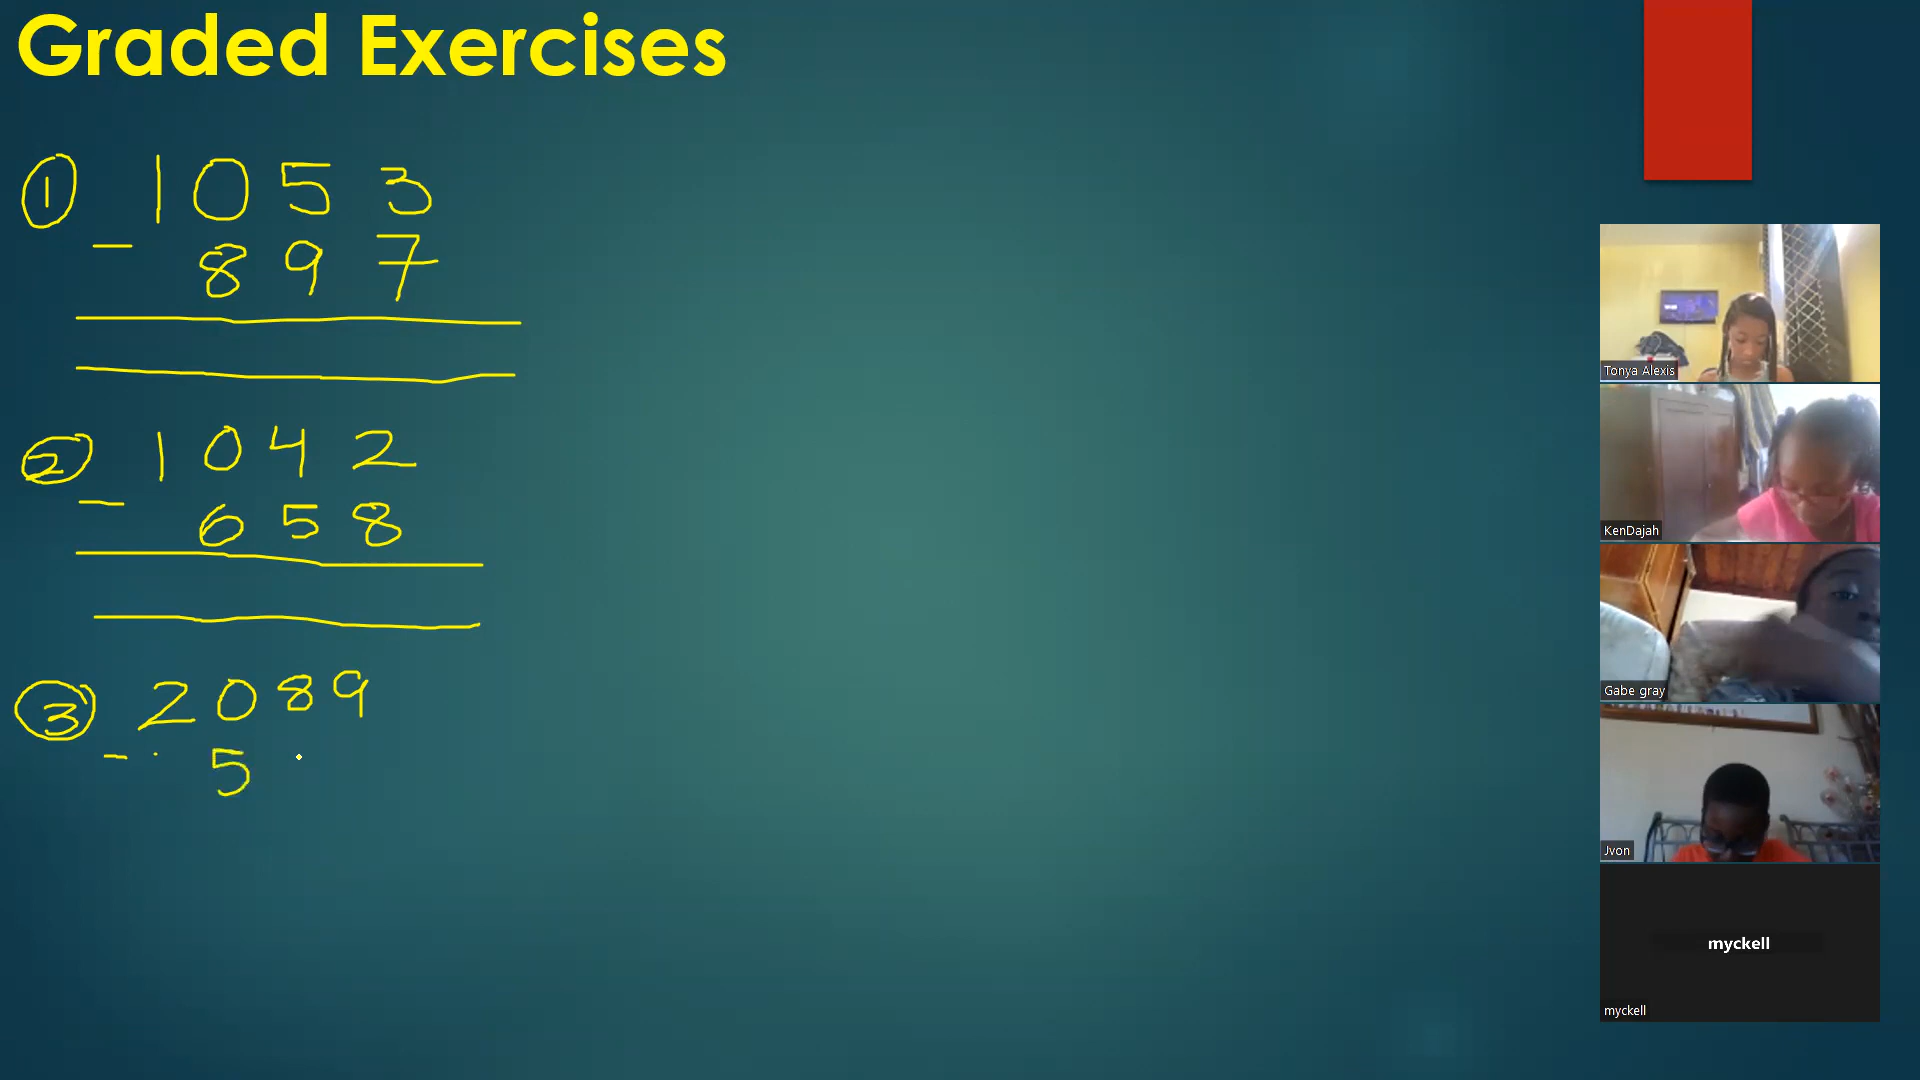 Graded Exercises
① 1053
- 897
② 1042
- 658
③ 2089
- 5
Tonya Alexis
KenDajah
Gabe gray
Jvon
myckell
myckell